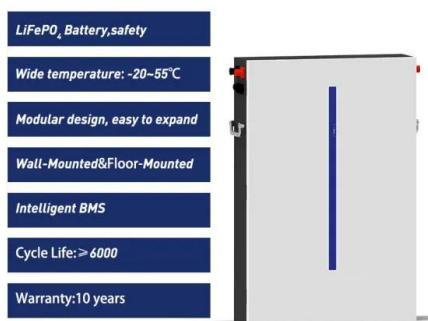 LiFePO₄ Battery,safety
Wide temperature: -20~55℃
Modular design, easy to expand
Wall-Mounted&Floor-Mounted
Intelligent BMS
Cycle Life:≥6000
Warranty:10 years